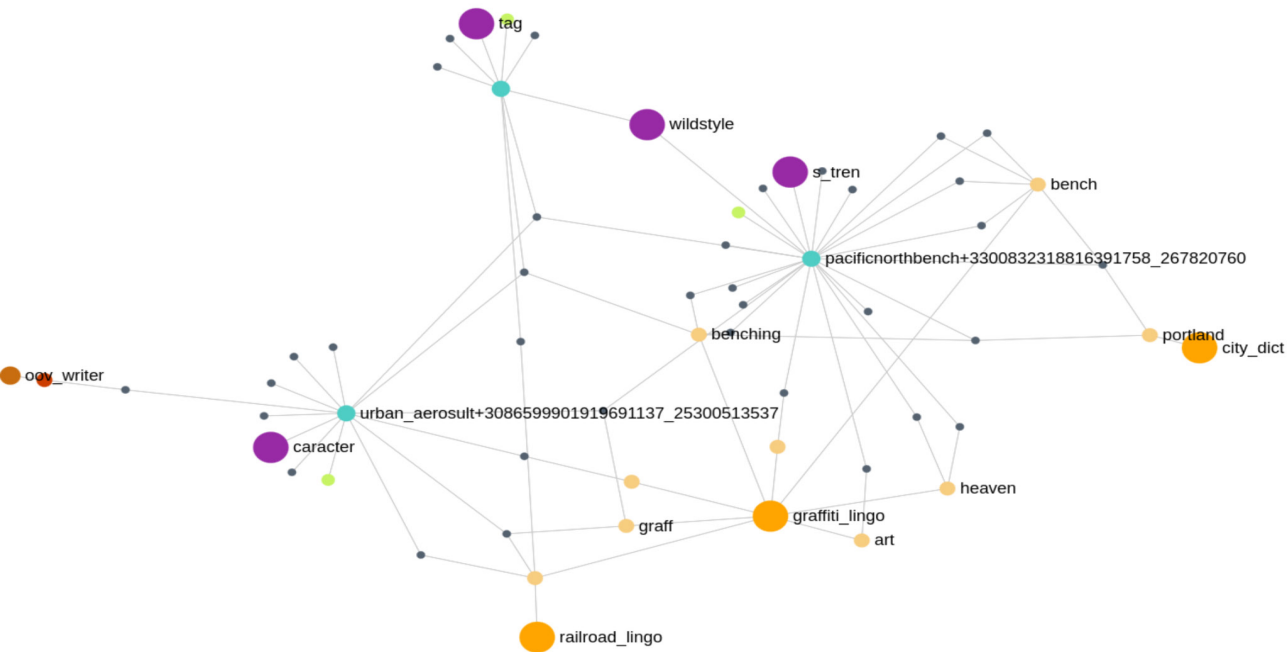 tag
wildstyle
s_tren
bench
pacificnorthbench+3300832318816391758_267820760
benching
portland
city_dict
oov_writer
urban_aerosult+3086599901919691137_25300513537
caracter
heaven
graffiti_lingo
graff
art
railroad_lingo